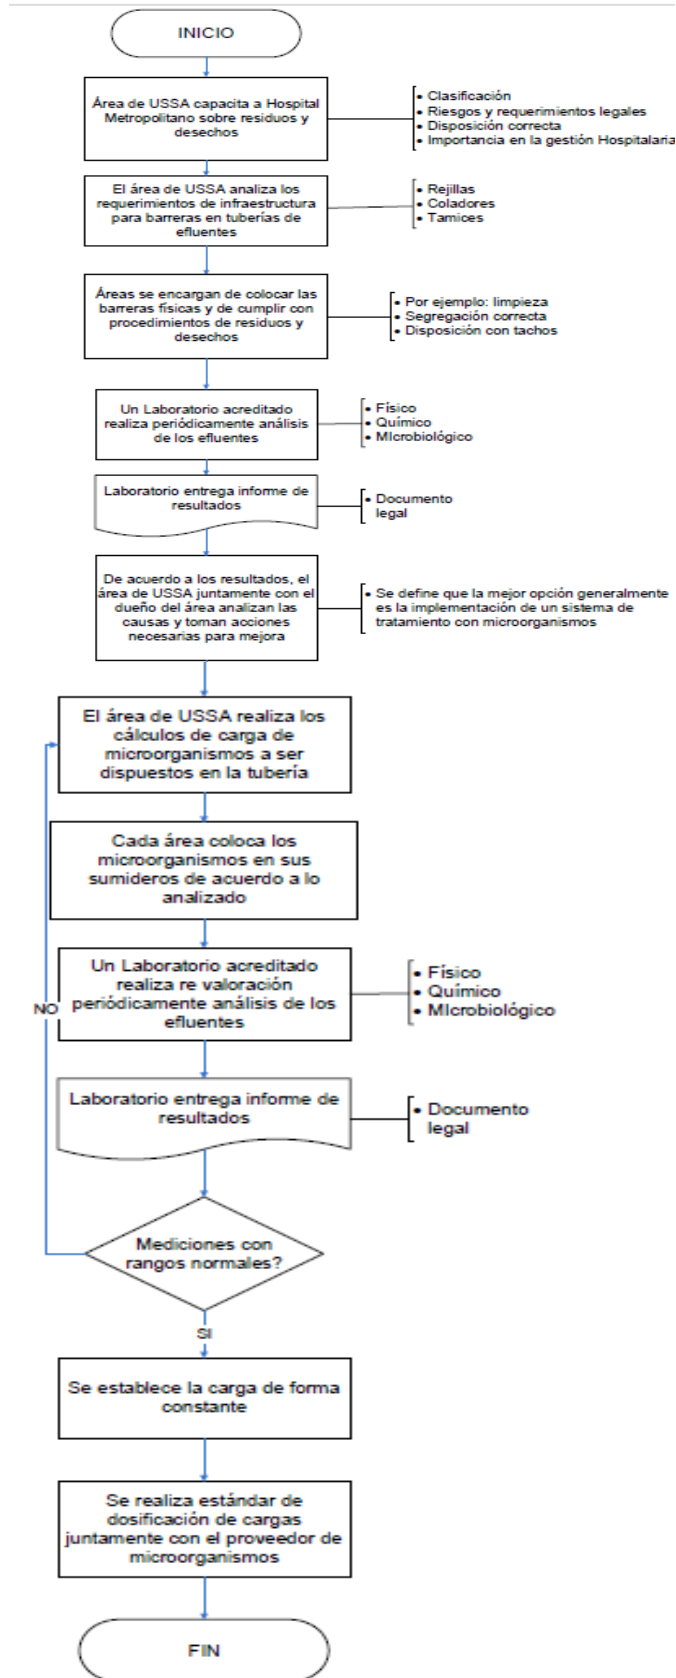 INICIO
Área de USSA capacita a Hospital
Metropolitano sobre residuos y
desechos
• Clasificación
• Riesgos y requerimientos legales
• Disposición correcta
• Importancia en la gestión Hospitalaria
El área de USSA analiza los
requerimientos de infraestructura
para barreras en tuberías de
efluentes
• Rejillas
• Coladores
• Tamices
Áreas se encargan de colocar las
barreras físicas y de cumplir con
procedimientos de residuos y
desechos
• Por ejemplo: limpieza
• Segregación correcta
• Disposición con tachos
Un Laboratorio acreditado
realiza periódicamente análisis
de los efluentes
• Físico
• Químico
• MIcrobiológico
Laboratorio entrega informe de
resultados
• Documento
legal
De acuerdo a los resultados, el
área de USSA juntamente con el
dueño del área analizan las
causas y toman acciones
necesarias para mejora
• Se define que la mejor opción generalmente
es la implementación de un sistema de
tratamiento con microorganismos
El área de USSA realiza los
cálculos de carga de
microorganismos a ser
dispuestos en la tubería
Cada área coloca los
microorganismos en sus
sumideros de acuerdo a lo
analizado
Un Laboratorio acreditado
realiza re valoración
periódicamente análisis de los
efluentes
• Físico
• Químico
• MIcrobiológico
NO
Laboratorio entrega informe de
resultados
• Documento
legal
Mediciones con
rangos normales?
SI
Se establece la carga de forma
constante
Se realiza estándar de
dosificación de cargas
juntamente con el proveedor de
microorganismos
FIN